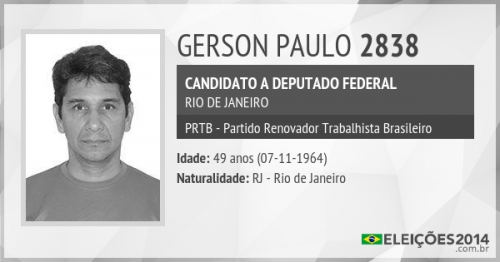 GERSON PAULO 2838
CANDIDATO A DEPUTADO FEDERAL
RIO DE JANEIRO
PRTB - Partido Renovador Trabalhista Brasileiro
Idade: 49 anos (07-11-1964)
Naturalidade: RJ - Rio de Janeiro
ELEIÇÕES2014
.com.br